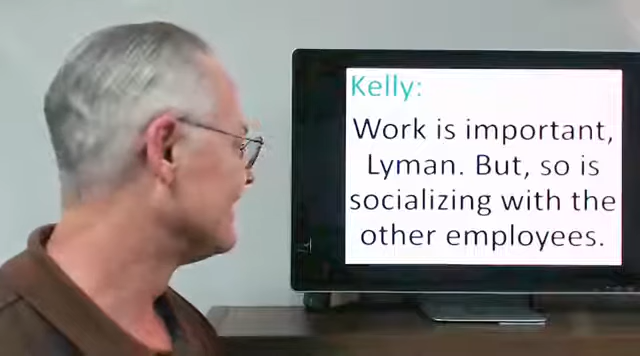 Kelly:
Work is important,
Lyman. But, so is
socializing with the
other employees.